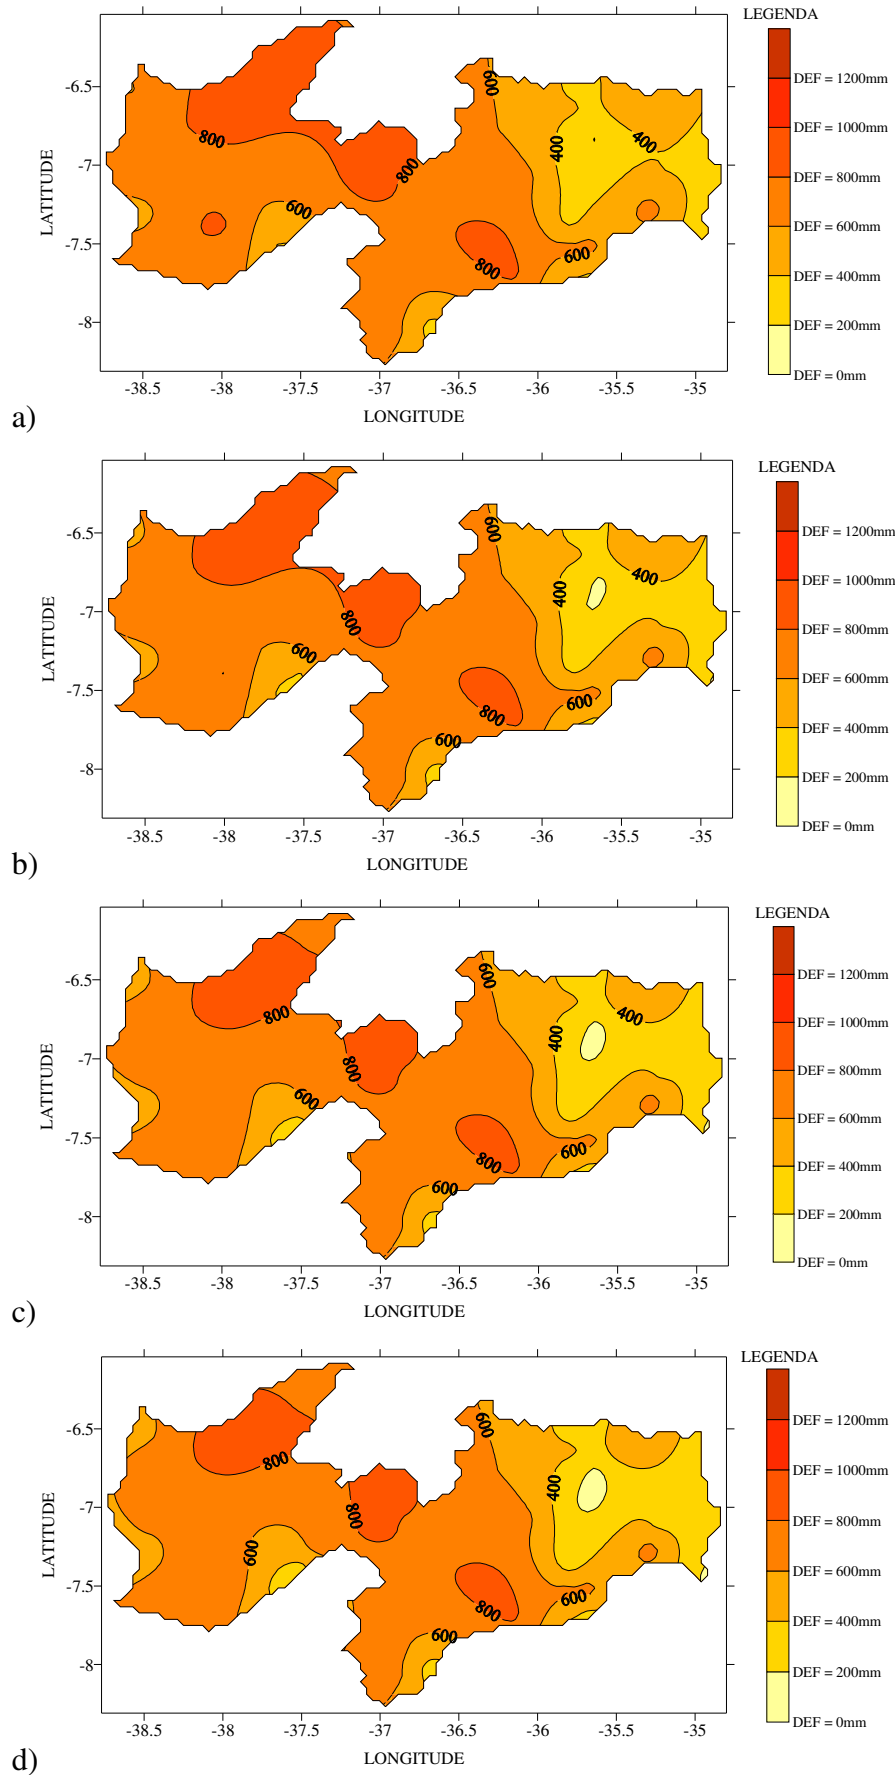 LEGENDA
DEF = 1200mm
DEF = 1000mm
DEF = 800mm
DEF = 600mm
DEF = 400mm
DEF = 200mm
DEF = 0mm
LATITUDE
-6.5
-7
-7.5
-8
800
800
600
600
400
400
800
600
-38.5 -38 -37.5 -37 -36.5 -36 -35.5 -35
LONGITUDE
a)
LEGENDA
DEF = 1200mm
DEF = 1000mm
DEF = 800mm
DEF = 600mm
DEF = 400mm
DEF = 200mm
DEF = 0mm
LATITUDE
-6.5
-7
-7.5
-8
600
400
400
800
600
800
600
600
-38.5 -38 -37.5 -37 -36.5 -36 -35.5 -35
LONGITUDE
b)
LEGENDA
DEF = 1200mm
DEF = 1000mm
DEF = 800mm
DEF = 600mm
DEF = 400mm
DEF = 200mm
DEF = 0mm
LATITUDE
-6.5
-7
-7.5
-8
600
800
400
400
800
600
800
600
600
-38.5 -38 -37.5 -37 -36.5 -36 -35.5 -35
LONGITUDE
c)
LEGENDA
DEF = 1200mm
DEF = 1000mm
DEF = 800mm
DEF = 600mm
DEF = 400mm
DEF = 200mm
DEF = 0mm
LATITUDE
-6.5
-7
-7.5
-8
600
800
400
800
600
800
600
600
-38.5 -38 -37.5 -37 -36.5 -36 -35.5 -35
LONGITUDE
d)